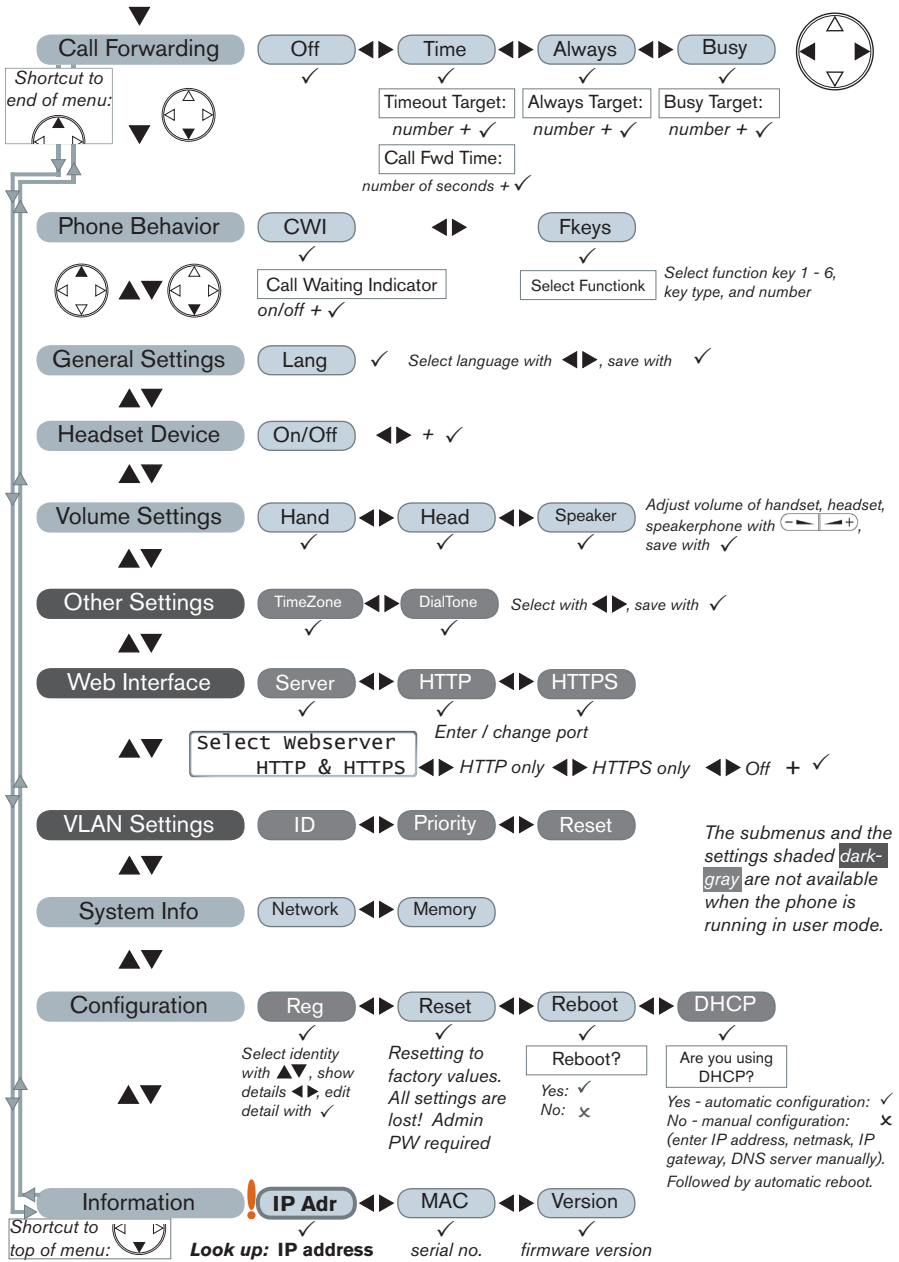 Call Forwarding Off Time Always Busy
Shortcut to
end of menu:
Timeout Target: Always Target: Busy Target:
number + ✓ number + ✓ number + ✓
Call Fwd Time:
number of seconds + ✓
Phone Behavior CWI Fkeys
Call Waiting Indicator Select Functionk
on/off + ✓
Select function key 1 - 6,
key type, and number
General Settings Lang ✓ Select language with ◀▶, save with ✓
Headset Device On/Off ◀▶ + ✓
Volume Settings Hand Head Speaker
Adjust volume of handset, headset,
speakerphone with - +,
save with ✓
Other Settings TimeZone DialTone Select with ◀▶, save with ✓
Web Interface Server HTTP HTTPS
Enter / change port
Select Webserver
HTTP & HTTPS ◀▶ HTTP only ◀▶ HTTPS only ◀▶ Off + ✓
VLAN Settings ID Priority Reset
The submenus and the
settings shaded dark-
gray are not available
when the phone is
running in user mode.
System Info Network Memory
Configuration Reg Reset Reboot DHCP
Select identity
with ▲▼, show
details ◀▶, edit
detail with ✓
Resetting to
factory values.
All settings are
lost! Admin
PW required
Reboot?
Yes: ✓
No: x
Are you using
DHCP?
Yes - automatic configuration: ✓
No - manual configuration: x
(enter IP address, netmask, IP
gateway, DNS server manually).
Followed by automatic reboot.
Information ! IP Adr MAC Version
Shortcut to
top of menu:
Look up: IP address serial no. firmware version